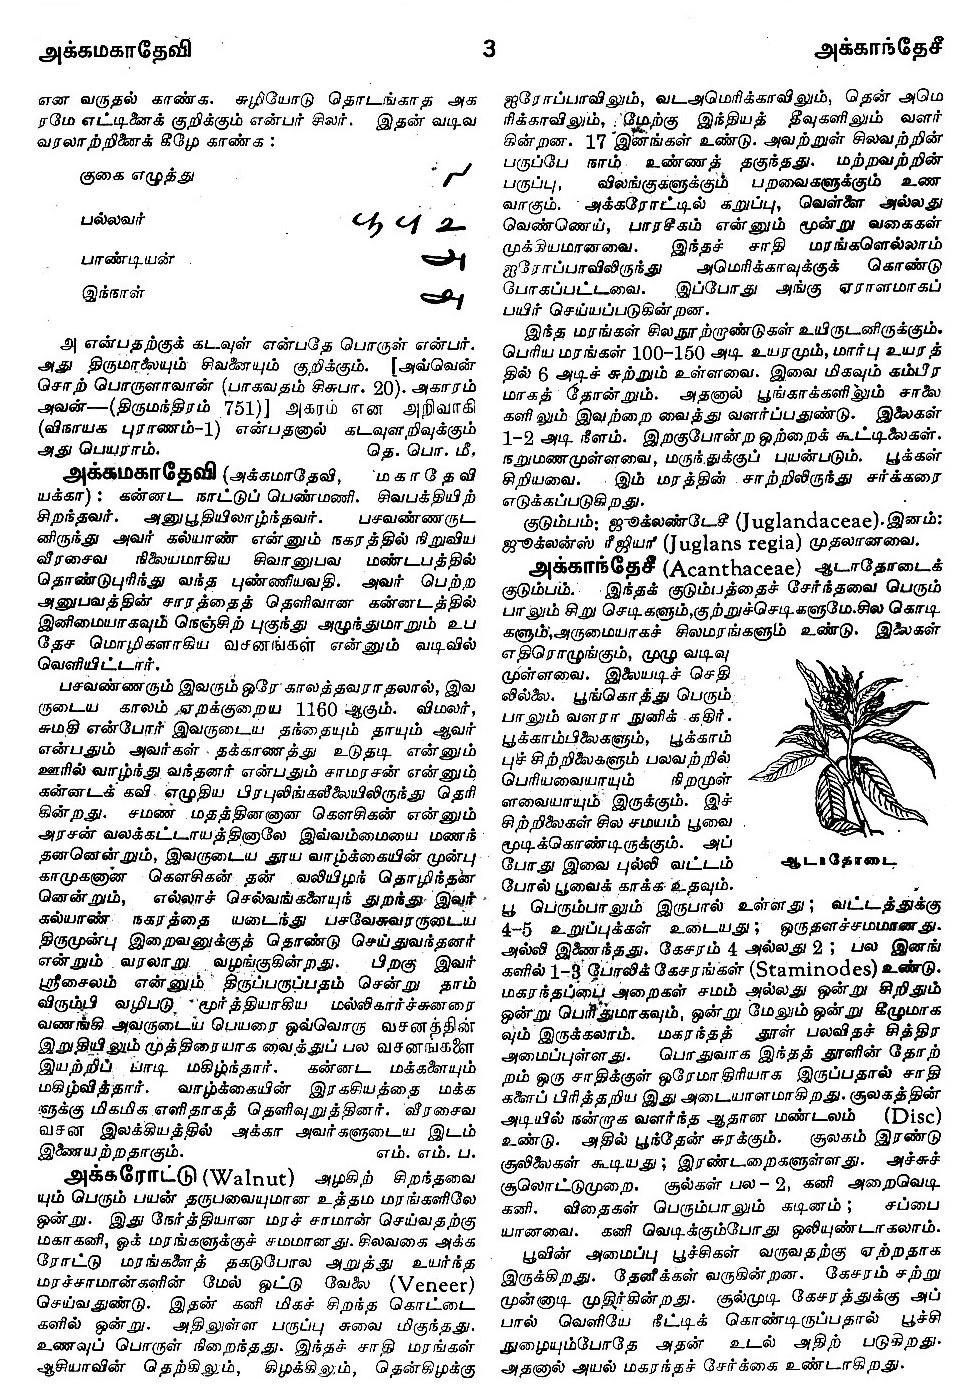 அக்கமகாதேவி
3
அக்காந்தேசீ
என வருதல் காண்க. சுழியோடு தொடங்காத அக
ரமே எட்டினைக் குறிக்கும் என்பர் சிலர். இதன் வடிவ
வரலாற்றினைக் கீழே காண்க :
குகை எழுத்து
பல்லவர்
பாண்டியன்
இந்நாள்
அ என்பதற்குக் கடவுள் என்பதே பொருள் என்பர்.
அது திருமாலையும் சிவனையும் குறிக்கும். [அவ்வென்
சொற் பொருளாவான் (பாகவதம் சிசுபா. 20). அகாரம்
அவன்—(திருமந்திரம் 751)] அகரம் என அறிவாகி
(விநாயக புராணம்-1) என்பதனால் கடவுளறிவுக்கும்
அது பெயராம். தெ. பொ. மீ.
அக்கமகாதேவி (அக்கமாதேவி, மகாதேவி
யக்கா) : கன்னட நாட்டுப் பெண்மணி. சிவபக்தியிற்
சிறந்தவர். அனுபூதியிலாழ்ந்தவர். பசவண்ணருட
னிருந்து அவர் கல்யாண் என்னும் நகரத்தில் நிறுவிய
வீரசைவ நிலையமாகிய சிவானுபவ மண்டபத்தில்
தொண்டுபுரிந்து வந்த புண்ணியவதி. அவர் பெற்ற
அனுபவத்தின் சாரத்தைத் தெளிவான கன்னடத்தில்
இனிமையாகவும் நெஞ்சிற் புகுந்து அழுந்துமாறும் உப
தேச மொழிகளாகிய வசனங்கள் என்னும் வடிவில்
வெளியிட்டார்.
பசவண்ணரும் இவரும் ஒரே காலத்தவராதலால், இவ
ருடைய காலம் ஏறக்குறைய 1160 ஆகும். விமலர்,
சுமதி என்போர் இவருடைய தந்தையும் தாயும் ஆவர்
என்பதும் அவர்கள் தக்காணத்து உடுதடி என்னும்
ஊரில் வாழ்ந்து வந்தனர் என்பதும் சாமரசன் என்னும்
கன்னடக் கவி எழுதிய பிரபுலிங்கலீலையிலிருந்து தெரி
கின்றது. சமண மதத்தினனான கௌசிகன் என்னும்
அரசன் வலக்கட்டாயத்தினாலே இவ்வம்மையை மணந்
தனனென்றும், இவருடைய தூய வாழ்க்கையின் முன்பு
காமுகனான கௌசிகன் தன் வலியிழந் தொழிந்தன
னென்றும், எல்லாச் செல்வங்களையுந் துறந்து இவர்
கல்யாண் நகரத்தை யடைந்து பசவேசுவரருடைய
திருமுன்பு இறைவனுக்குத் தொண்டு செய்துவந்தனர்
என்றும் வரலாறு வழங்குகின்றது. பிறகு இவர்
ஸ்ரீசைலம் என்னும் திருப்பருப்பதம் சென்று தாம்
விரும்பி வழிபடு மூர்த்தியாகிய மல்லிகார்ச்சுனரை
வணங்கி அவருடைய பெயரை ஒவ்வொரு வசனத்தின்
இறுதியிலும் முத்திரையாக வைத்துப் பல வசனங்களை
இயற்றிப் பாடி மகிழ்ந்தார். கன்னட மக்களையும்
மகிழ்வித்தார். வாழ்க்கையின் இரகசியத்தை மக்க
ளுக்கு மிகமிக எளிதாகத் தெளிவுறுத்தினர். வீரசைவ
வசன இலக்கியத்தில் அக்கா அவர்களுடைய இடம்
இணையற்றதாகும். எம். எம். ப.
அக்கரோட்டு (Walnut) அழகிற் சிறந்தவை
யும் பெரும் பயன் தருபவையுமான உத்தம மரங்களிலே
ஒன்று. இது நேர்த்தியான மரச் சாமான் செய்வதற்கு
மகாகனி, ஓக் மரங்களுக்குச் சமமானது. சிலவகை அக்க
ரோட்டு மரங்களைத் தகடுபோல அறுத்து உயர்ந்த
மரச்சாமான்களின் மேல் ஒட்டு வேலை (Veneer)
செய்வதுண்டு. இதன் கனி மிகச் சிறந்த கொட்டை
களில் ஒன்று. அதிலுள்ள பருப்பு சுவை மிகுந்தது.
உணவுப் பொருள் நிறைந்தது. இந்தச் சாதி மரங்கள்
ஆசியாவின் தெற்கிலும், கிழக்கிலும், தென்கிழக்கு
ஐரோப்பாவிலும், வடஅமெரிக்காவிலும், தென் அமெ
ரிக்காவிலும், மேற்கு இந்தியத் தீவுகளிலும் வளர்
கின்றன. 17 இனங்கள் உண்டு. அவற்றுள் சிலவற்றின்
பருப்பே நாம் உண்ணத் தகுந்தது. மற்றவற்றின்
பருப்பு, விலங்குகளுக்கும் பறவைகளுக்கும் உண
வாகும். அக்கரோட்டில் கறுப்பு, வெள்ளை அல்லது
வெண்ணெய், பாரசீகம் என்னும் மூன்று வகைகள்
முக்கியமானவை. இந்தச் சாதி மரங்களெல்லாம்
ஐரோப்பாவிலிருந்து அமெரிக்காவுக்குக் கொண்டு
போகப்பட்டவை. இப்போது அங்கு ஏராளமாகப்
பயிர் செய்யப்படுகின்றன.
இந்த மரங்கள் சில நூற்றாண்டுகள் உயிருடனிருக்கும்.
பெரிய மரங்கள் 100-150 அடி உயரமும், மார்பு உயரத்
தில் 6 அடிச் சுற்றும் உள்ளவை. இவை மிகவும் கம்பீர
மாகத் தோன்றும். அதனால் பூங்காக்களிலும் சாலை
களிலும் இவற்றை வைத்து வளர்ப்பதுண்டு. இலைகள்
1-2 அடி நீளம். இறகுபோன்ற ஒற்றைக் கூட்டிலைகள்.
நறுமணமுள்ளவை, மருந்துக்குப் பயன்படும். பூக்கள்
சிறியவை. இம் மரத்தின் சாற்றிலிருந்து சர்க்கரை
எடுக்கப்படுகிறது.
குடும்பம்: ஜூக்லண்டேசீ (Juglandaceae). இனம்:
ஜூக்லன்ஸ் ரீஜியா (Juglans regia) முதலானவை.
அக்காந்தேசீ (Acanthaceae) ஆடாதோடைக்
குடும்பம். இந்தக் குடும்பத்தைச் சேர்ந்தவை பெரும்
பாலும் சிறு செடிகளும், குற்றுச்செடிகளுமே. சில கொடி
களும், அருமையாகச் சிலமரங்களும் உண்டு. இலைகள்
எதிரொழுங்கும், முழு வடிவு
முள்ளவை. இலையடிச் செதி
லில்லை. பூங்கொத்து பெரும்
பாலும் வளரா நுனிக் கதிர்.
பூக்காம்பிலைகளும், பூக்காம்
புச் சிற்றிலைகளும் பலவற்றில்
பெரியவையாயும் நிறமுள்
ளவையாயும் இருக்கும். இச்
சிற்றிலைகள் சில சமயம் பூவை
மூடிக்கொண்டிருக்கும். அப்
போது இவை புல்லி வட்டம்
போல் பூவைக் காக்க உதவும்.
ஆடாதோடை
பூ பெரும்பாலும் இருபால் உள்ளது; வட்டத்துக்கு
4-5 உறுப்புக்கள் உடையது; ஒருதளச்சமமானது.
அல்லி இணைந்தது. கேசரம் 4 அல்லது 2; பல இனங்
களில் 1-3 போலிக் கேசரங்கள் (Staminodes) உண்டு.
மகரந்தப்பை அறைகள் சமம் அல்லது ஒன்று சிறிதும்
ஒன்று பெரிதுமாகவும், ஒன்று மேலும் ஒன்று கீழுமாக
வும் இருக்கலாம். மகரந்தத் தூள் பலவிதச் சித்திர
அமைப்புள்ளது. பொதுவாக இந்தத் தூளின் தோற்
றம் ஒரு சாதிக்குள் ஒரேமாதிரியாக இருப்பதால் சாதி
களைப் பிரித்தறிய இது அடையாளமாகிறது. சூலகத்தின்
அடியில் நன்றாக வளர்ந்த ஆதான மண்டலம் (Disc)
உண்டு. அதில் பூந்தேன் சுரக்கும். சூலகம் இரண்டு
சூலிலைகள் கூடியது; இரண்டறைகளுள்ளது. அச்சுச்
சூலொட்டுமுறை. சூல்கள் பல - 2, கனி அறைவெடி
கனி. விதைகள் பெரும்பாலும் கடினம்; சப்பை
யானவை. கனி வெடிக்கும்போது ஒலியுண்டாகலாம்.
பூவின் அமைப்பு பூச்சிகள் வருவதற்கு ஏற்றதாக
இருக்கிறது. தேனீக்கள் வருகின்றன. கேசரம் சற்று
முன்னாடி முதிர்கின்றது. சூல்முடி கேசரத்துக்கு அப்
பால் வெளியே நீட்டிக் கொண்டிருப்பதால் பூச்சி
நுழையும்போதே அதன் உடல் அதிற் படுகிறது.
அதனால் அயல் மகரந்தச் சேர்க்கை உண்டாகிறது.